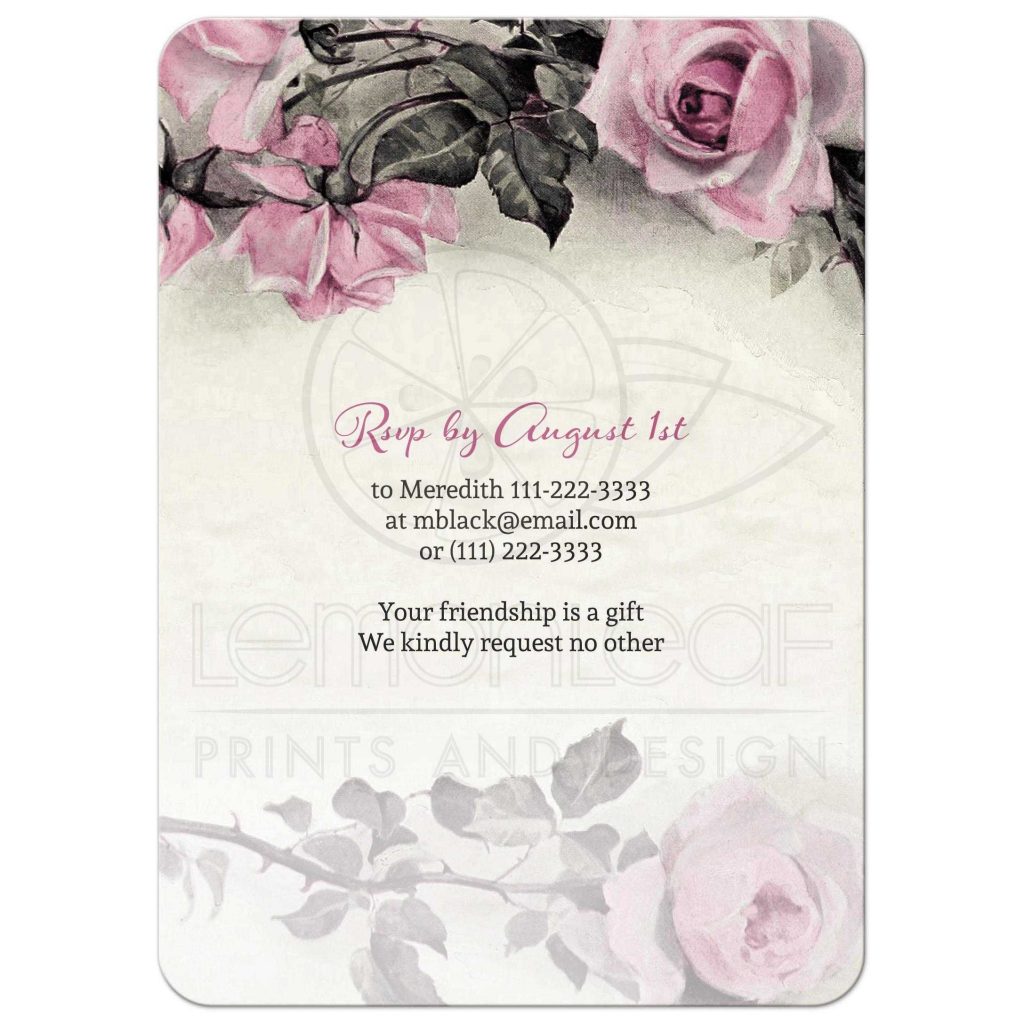 Rsvp by August 1st
to Meredith 111-222-3333
at mblack@email.com
or (111) 222-3333
Your friendship is a gift
We kindly request no other
LemonLeaf
PRINTS AND DESIGN